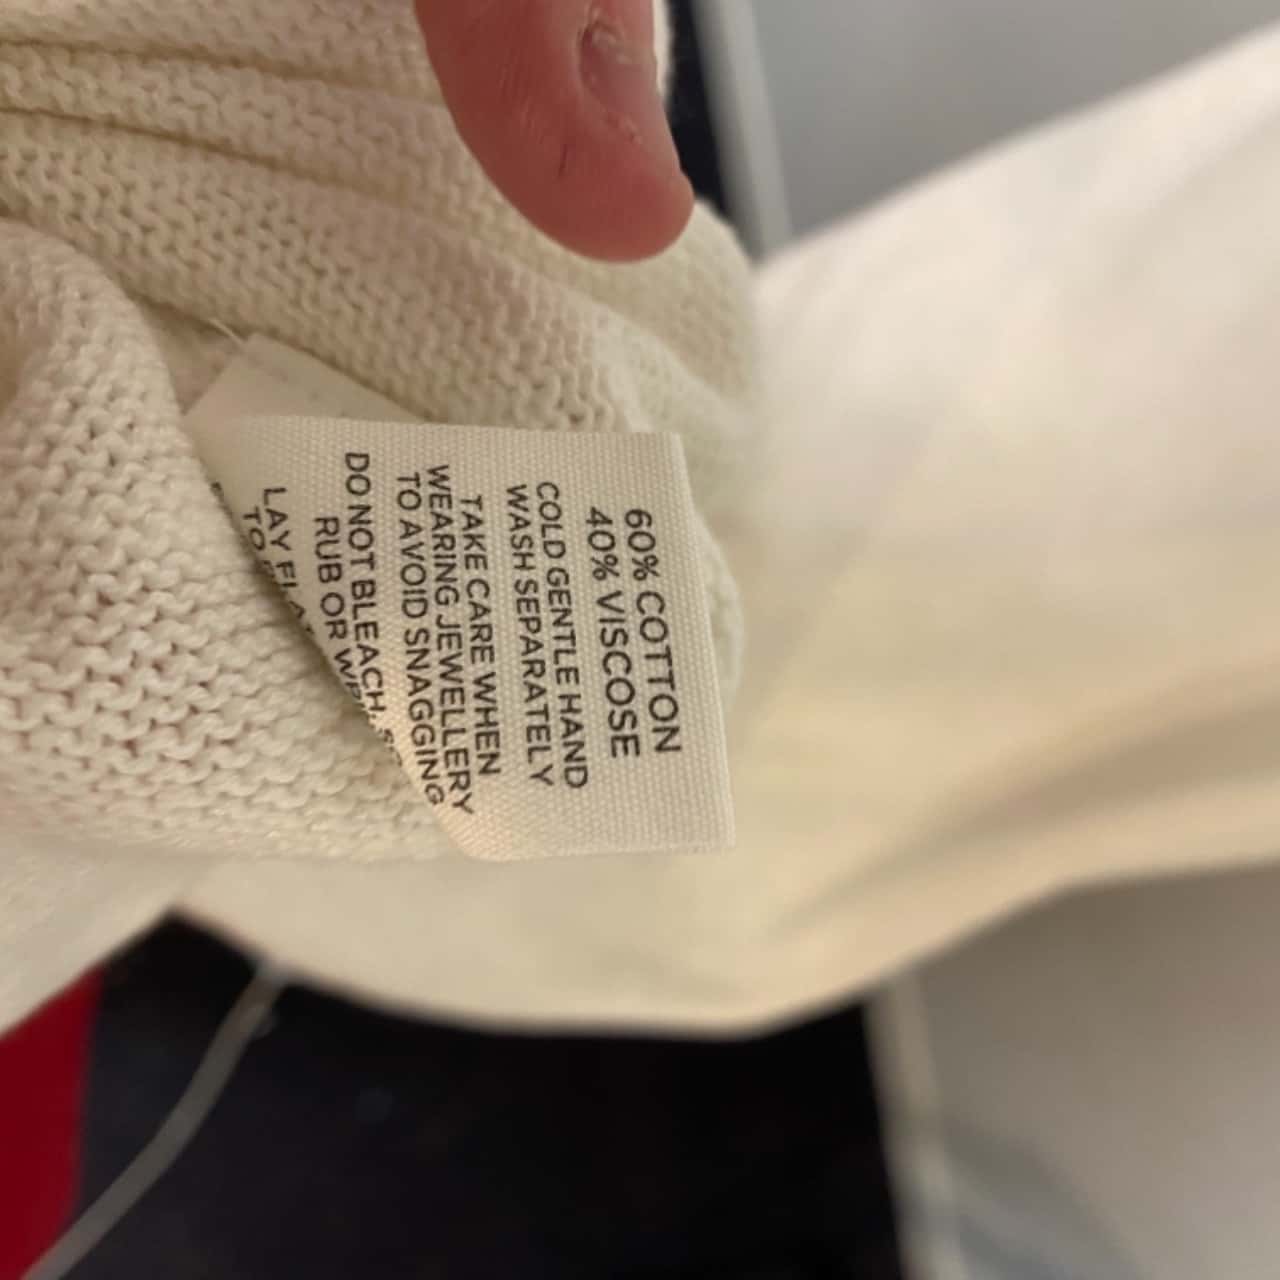 60% COTTON
40% VISCOSE
COLD GENTLE HAND
WASH SEPARATELY
TAKE CARE WHEN
WEARING JEWELLERY
TO AVOID SNAGGING
DO NOT BLEACH,
RUB OR
LAY
TO